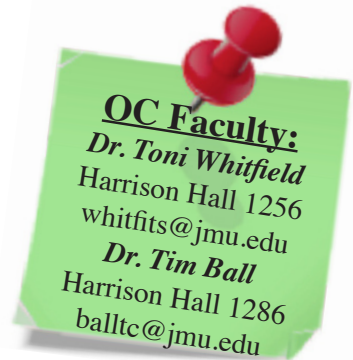 OC Faculty:
Dr. Toni Whitfield
Harrison Hall 1256
whitfits@jmu.edu
Dr. Tim Ball
Harrison Hall 1286
balltc@jmu.edu